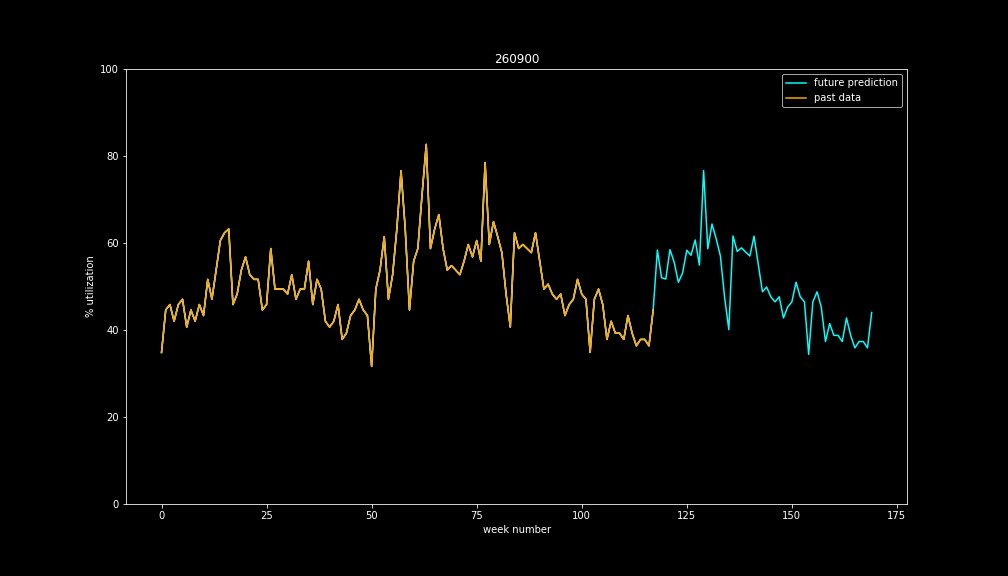 260900
future prediction
past data
100
80
60
40
20
0
% utilization
0 25 50 75 100 125 150 175
week number